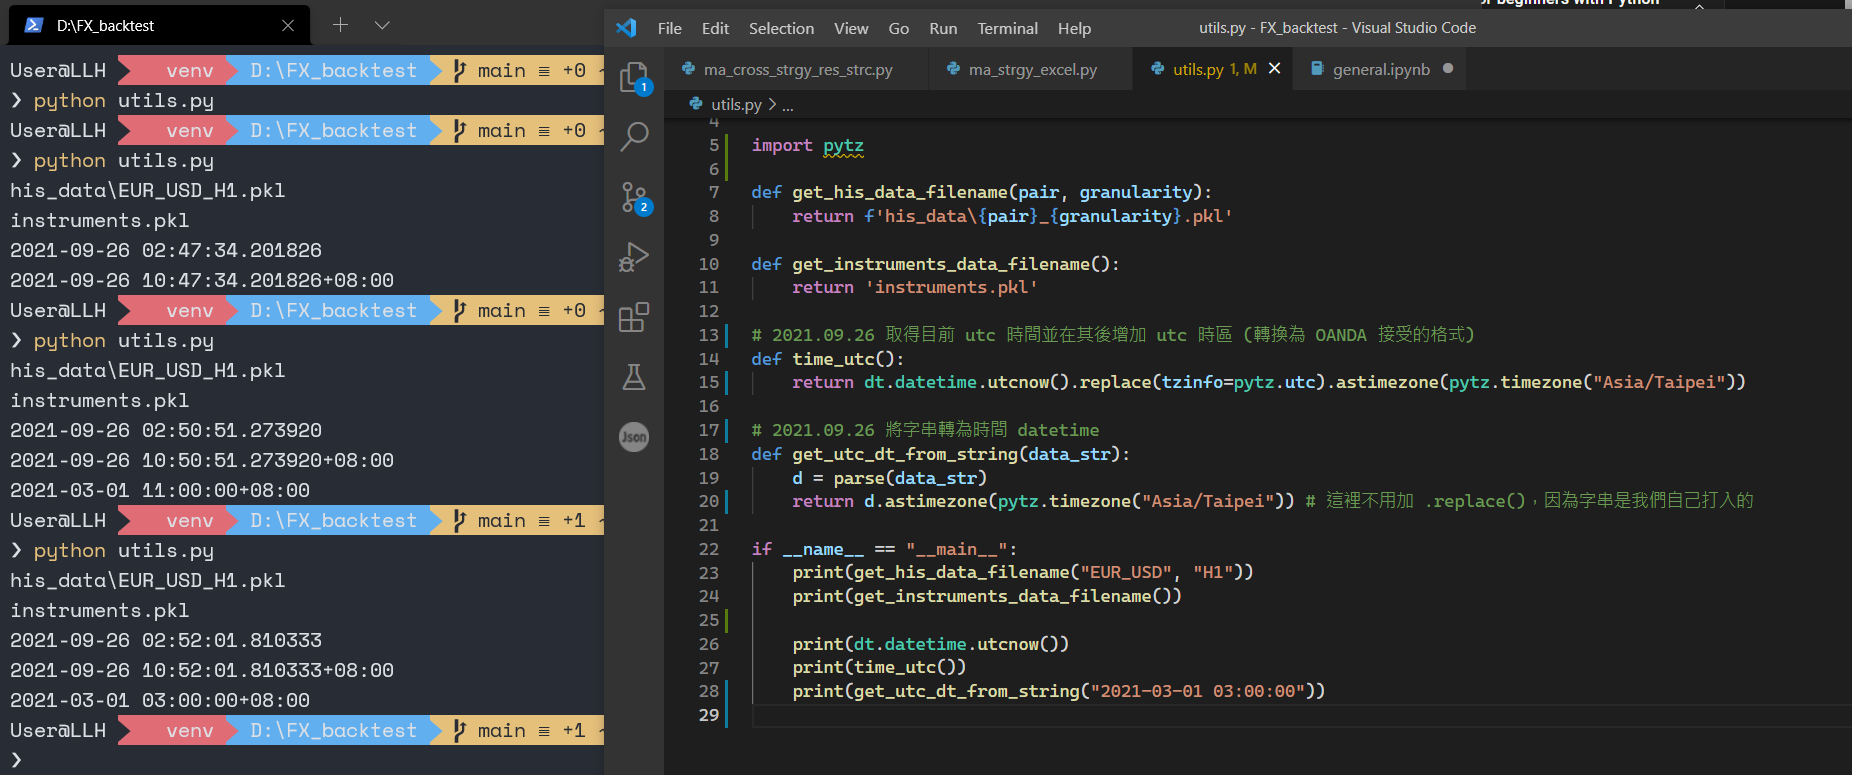 D:\FX_backtest
User@LLH venv D:\FX_backtest main ≡ +0 ~
❯ python utils.py
User@LLH venv D:\FX_backtest main ≡ +0 ~
❯ python utils.py
his_data\EUR_USD_H1.pkl
instruments.pkl
2021-09-26 02:47:34.201826
2021-09-26 10:47:34.201826+08:00
User@LLH venv D:\FX_backtest main ≡ +0 ~
❯ python utils.py
his_data\EUR_USD_H1.pkl
instruments.pkl
2021-09-26 02:50:51.273920
2021-09-26 10:50:51.273920+08:00
2021-03-01 11:00:00+08:00
User@LLH venv D:\FX_backtest main ≡ +1 ~
❯ python utils.py
his_data\EUR_USD_H1.pkl
instruments.pkl
2021-09-26 02:52:01.810333
2021-09-26 10:52:01.810333+08:00
2021-03-01 03:00:00+08:00
User@LLH venv D:\FX_backtest main ≡ +1 ~
❯
beginners with Python
File Edit Selection View Go Run Terminal Help utils.py - FX_backtest - Visual Studio Code
ma_cross_strgy_res_strc.py ma_strgy_excel.py utils.py 1, M general.ipynb
utils.py > ...
1
2
Json
4
5 import pytz
6
7 def get_his_data_filename(pair, granularity):
8 return f'his_data\{pair}_{granularity}.pkl'
9
10 def get_instruments_data_filename():
11 return 'instruments.pkl'
12
13 # 2021.09.26 取得目前 utc 時間並在其後增加 utc 時區 (轉換為 OANDA 接受的格式)
14 def time_utc():
15 return dt.datetime.utcnow().replace(tzinfo=pytz.utc).astimezone(pytz.timezone("Asia/Taipei"))
16
17 # 2021.09.26 將字串轉為時間 datetime
18 def get_utc_dt_from_string(data_str):
19 d = parse(data_str)
20 return d.astimezone(pytz.timezone("Asia/Taipei")) # 這裡不用加 .replace()，因為字串是我們自己打入的
21
22 if __name__ == "__main__":
23 print(get_his_data_filename("EUR_USD", "H1"))
24 print(get_instruments_data_filename())
25
26 print(dt.datetime.utcnow())
27 print(time_utc())
28 print(get_utc_dt_from_string("2021-03-01 03:00:00"))
29